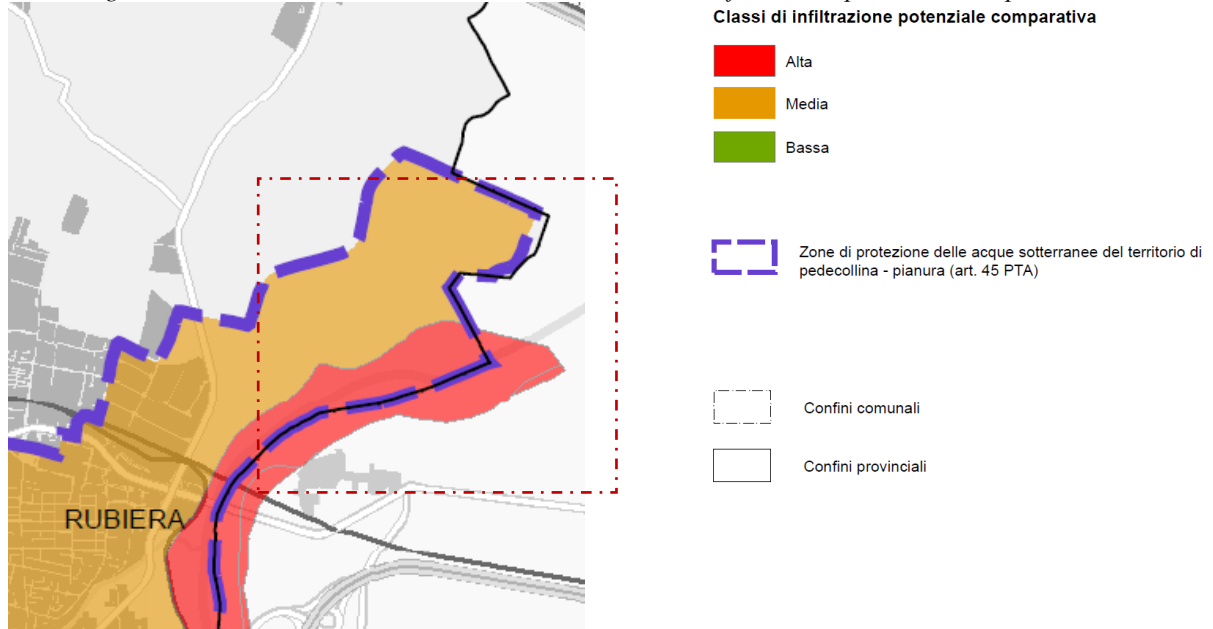 Classi di infiltrazione potenziale comparativa
Alta
Media
Bassa
Zone di protezione delle acque sotterranee del territorio di
pedecollina - pianura (art. 45 PTA)
Confini comunali
Confini provinciali
RUBIERA